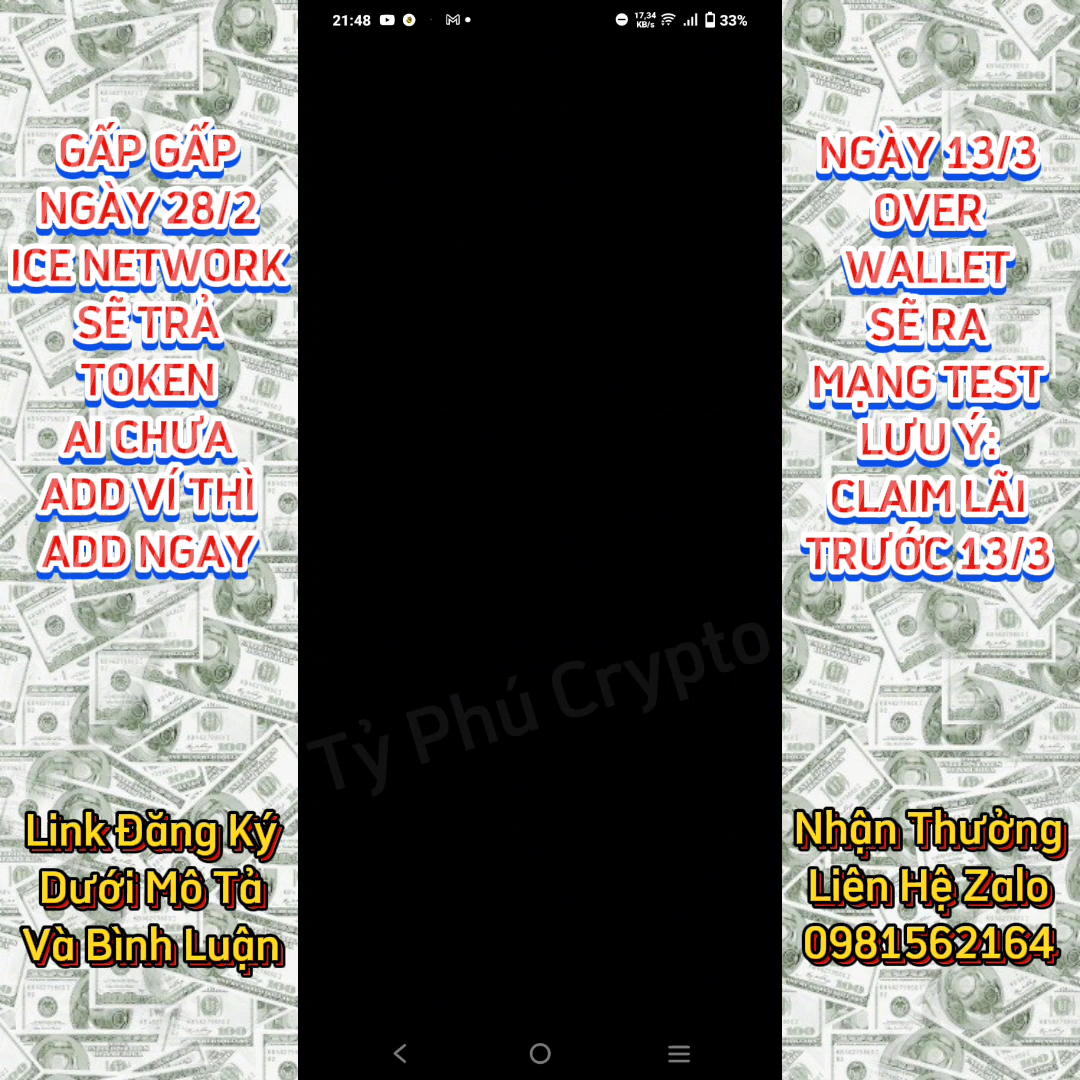 21:48
17,34
KB/s
33%
GẤP GẤP
NGÀY 28/2
ICE NETWORK
SẼ TRẢ
TOKEN
AI CHƯA
ADD VÍ THÌ
ADD NGAY
NGÀY 13/3
OVER
WALLET
SẼ RA
MẠNG TEST
LƯU Ý:
CLAIM LÃI
TRƯỚC 13/3
Tỷ Phú Crypto
Link Đăng Ký
Dưới Mô Tả
Và Bình Luận
Nhận Thưởng
Liên Hệ Zalo
0981562164